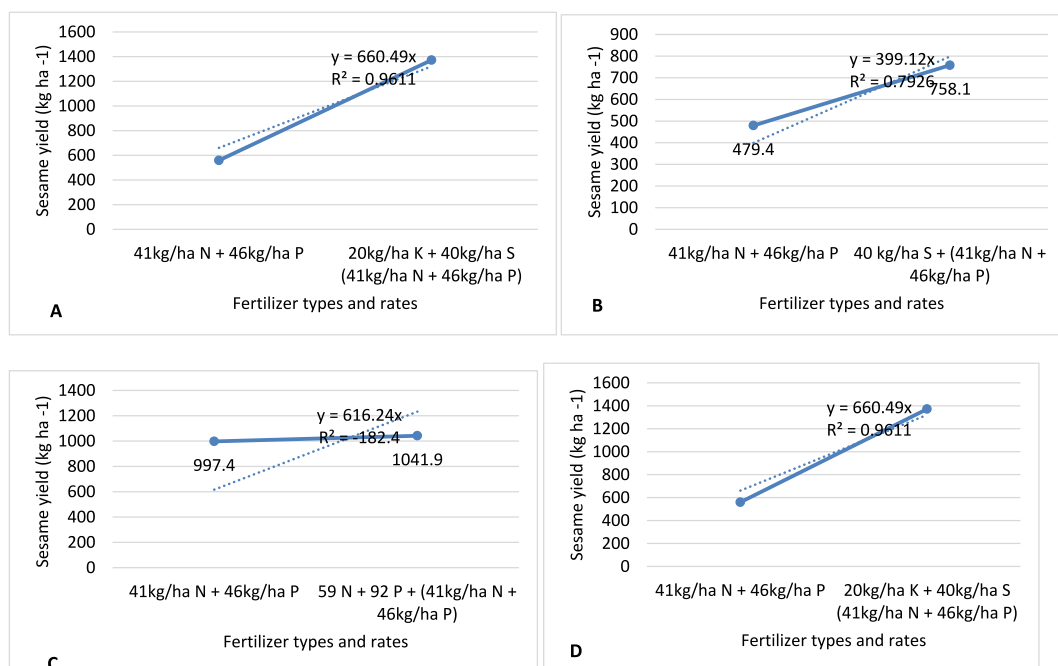 1600
1400
1200
1000
800
600
400
200
0
Sesame yield (kg ha -1)
y = 660.49x
R² = 0.9611
41kg/ha N + 46kg/ha P
20kg/ha K + 40kg/ha S
(41kg/ha N + 46kg/ha P)
Fertilizer types and rates
A
900
800
700
600
500
400
300
200
100
0
Sesame yield (kg ha -1)
y = 399.12x
R² = 0.7926
758.1
479.4
41kg/ha N + 46kg/ha P
40 kg/ha S + (41kg/ha N +
46kg/ha P)
Fertilizer types and rates
B
1400
1200
1000
800
600
400
200
0
Sesame yield (kg ha -1)
y = 616.24x
R² = -182.4
997.4
1041.9
41kg/ha N + 46kg/ha P
59 N + 92 P + (41kg/ha N +
46kg/ha P)
Fertilizer types and rates
C
1600
1400
1200
1000
800
600
400
200
0
Sesame yield (kg ha -1)
y = 660.49x
R² = 0.9611
41kg/ha N + 46kg/ha P
20kg/ha K + 40kg/ha S
(41kg/ha N + 46kg/ha P)
Fertilizer types and rates
D